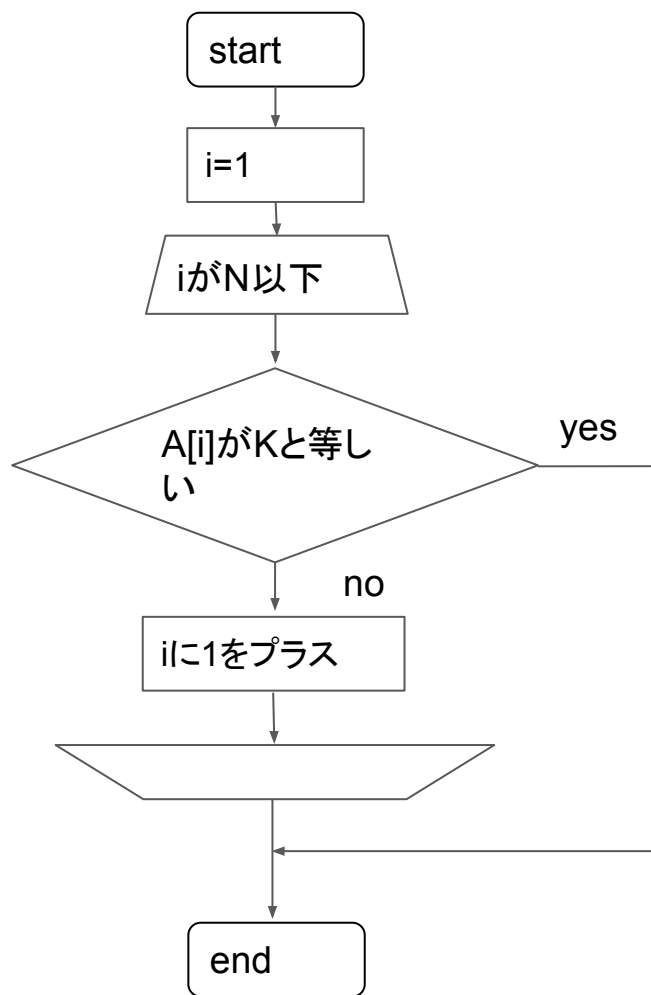 start
i=1
iがN以下
A[i]がKと等し
い
yes
no
iに1をプラス
end